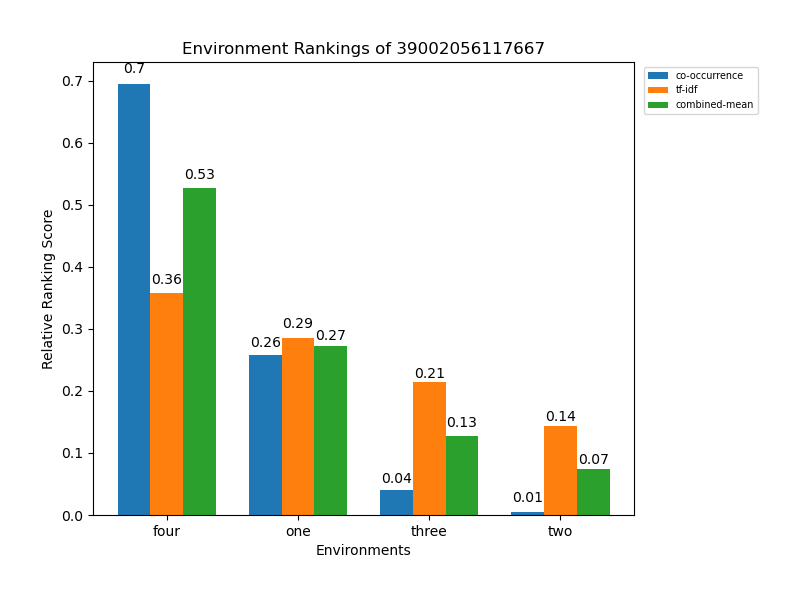 Environment Rankings of 39002056117667
co-occurrence
tf-idf
combined-mean
Relative Ranking Score
0.7
0.6
0.5
0.4
0.3
0.2
0.1
0.0
0.7
0.36
0.53
0.26
0.29
0.27
0.04
0.21
0.13
0.01
0.14
0.07
four one three two
Environments